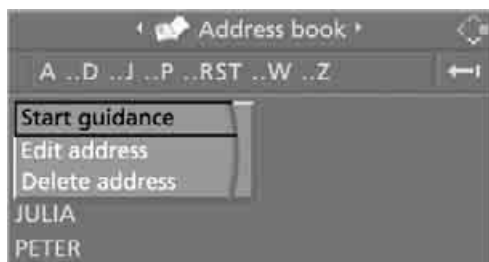 Address book
A ..D ..J ..P ..RST ..W ..Z
Start guidance
Edit address
Delete address
JULIA
PETER